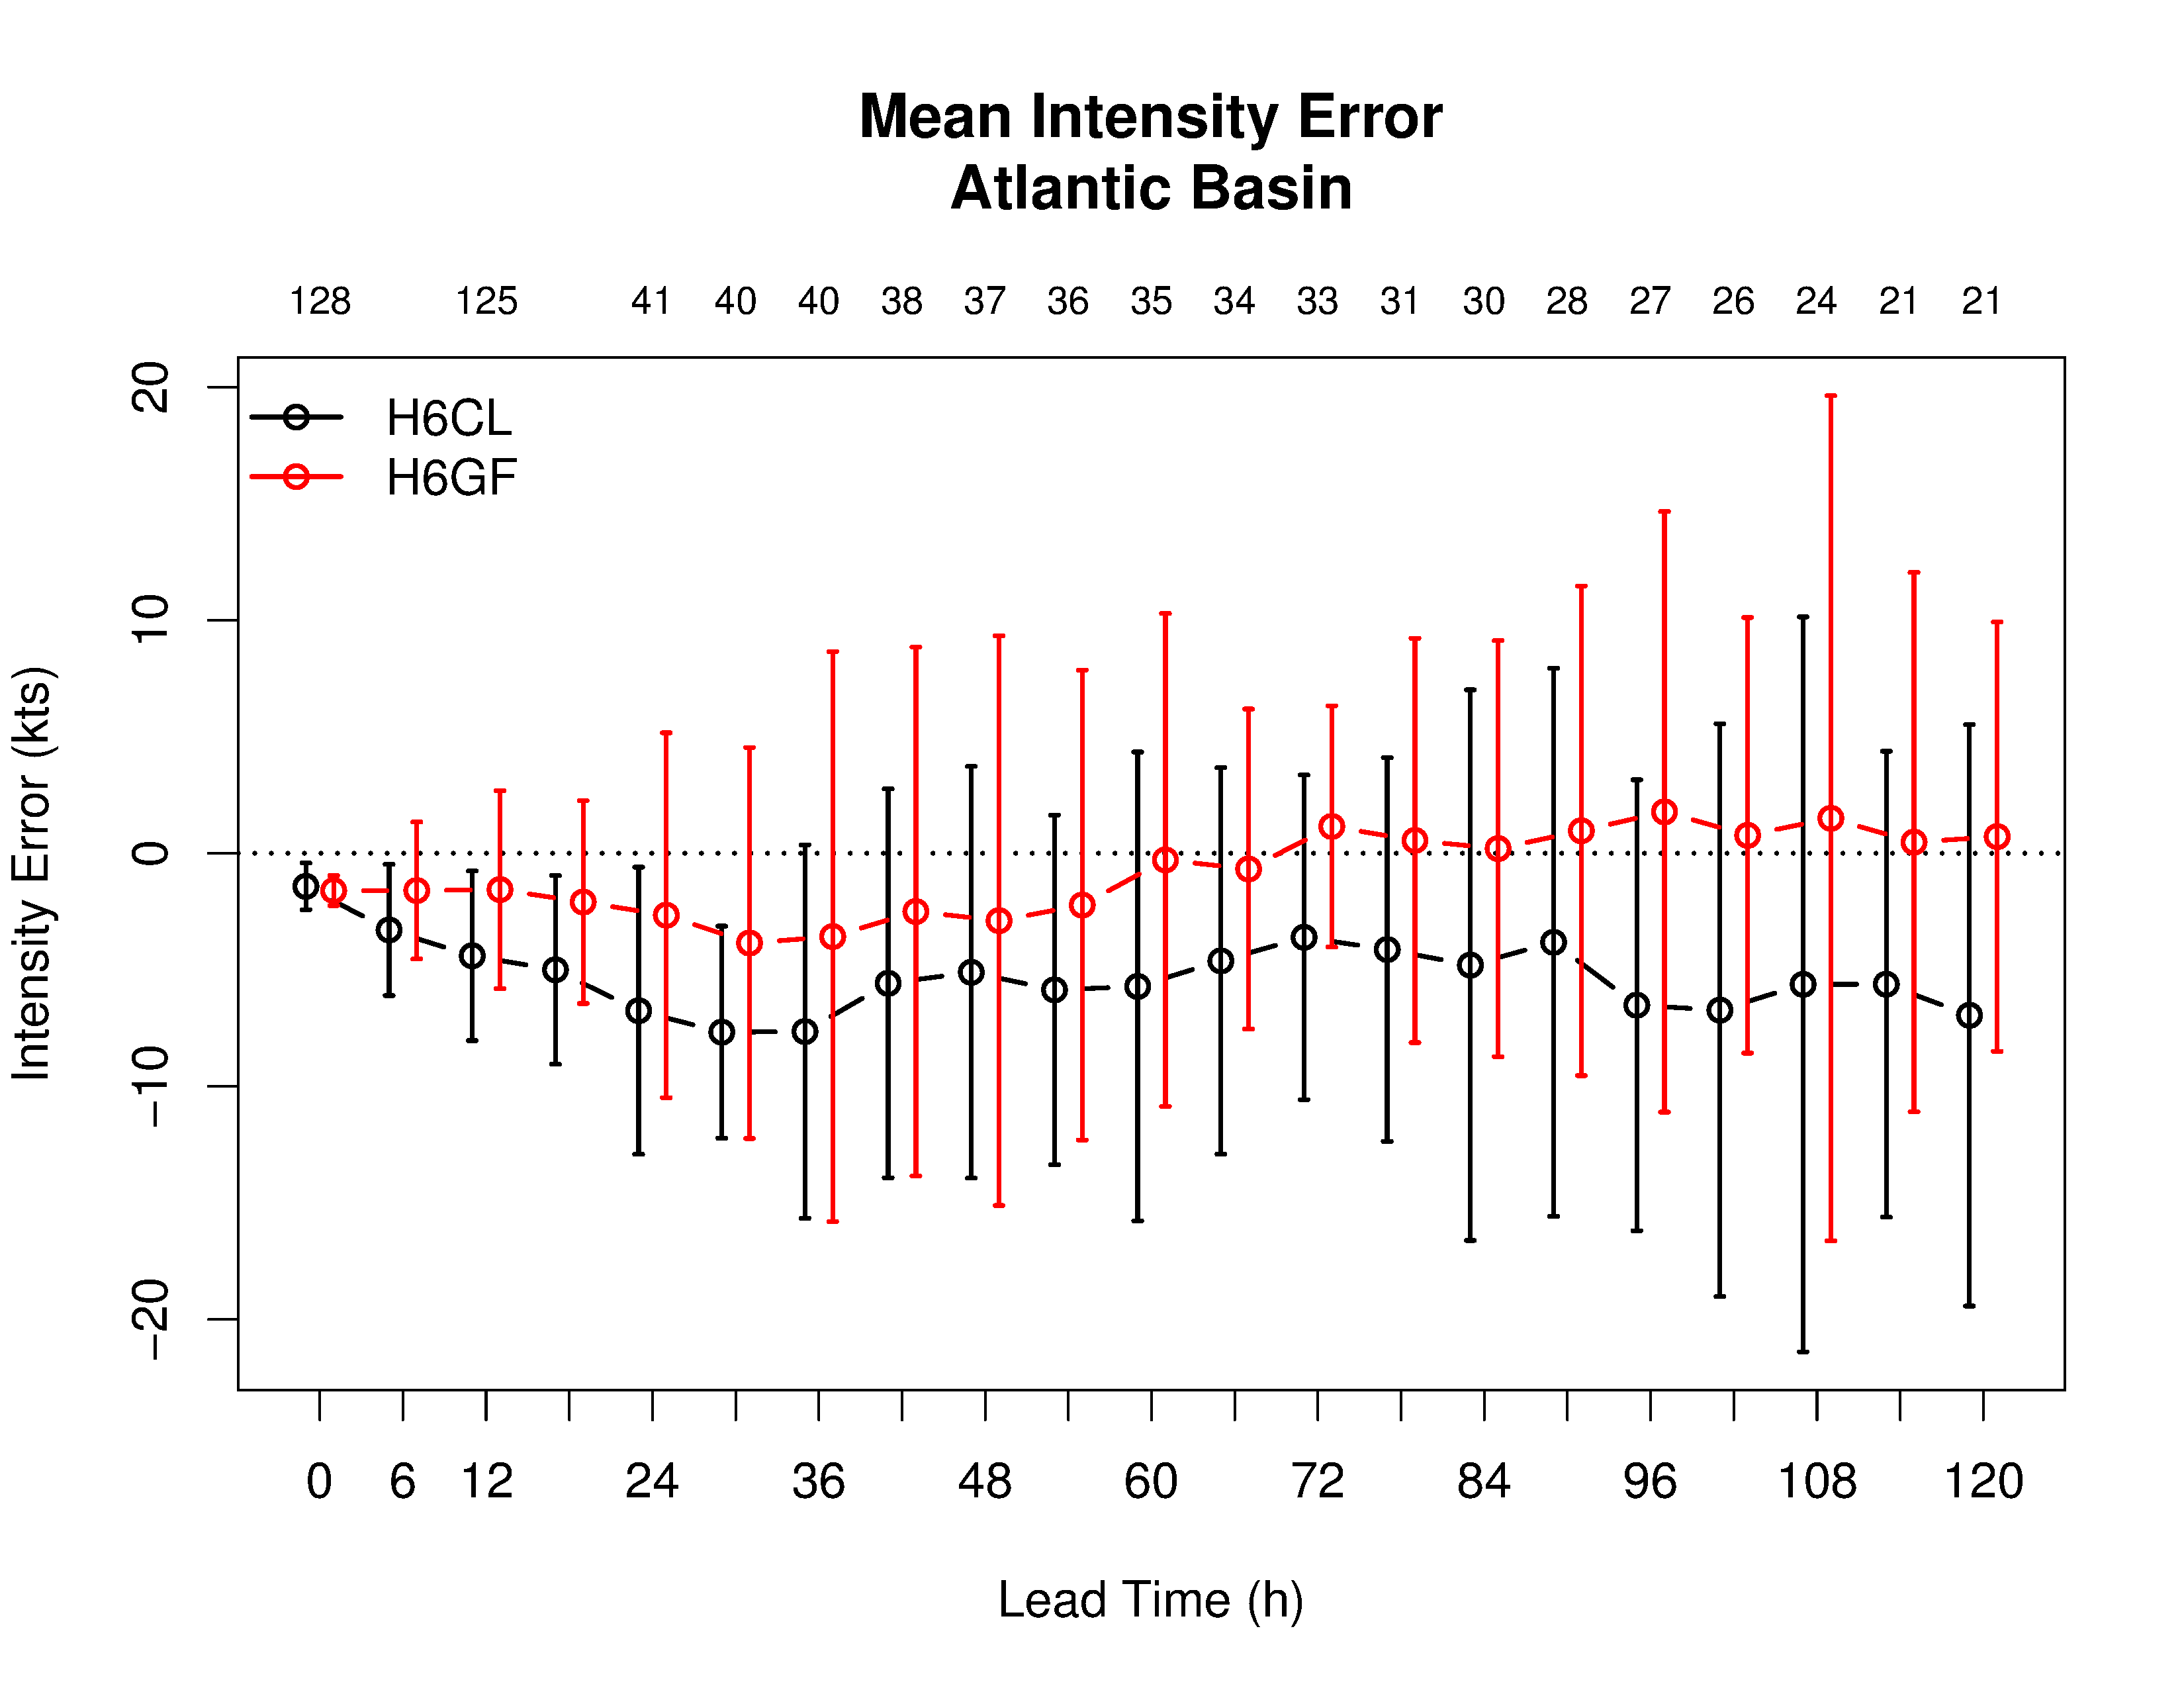 Mean Intensity Error
Atlantic Basin
128 125 41 40 40 38 37 36 35 34 33 31 30 28 27 26 24 21 21
H6CL
H6GF
Intensity Error (kts)
20
10
0
−10
−20
0 6 12 24 36 48 60 72 84 96 108 120
Lead Time (h)